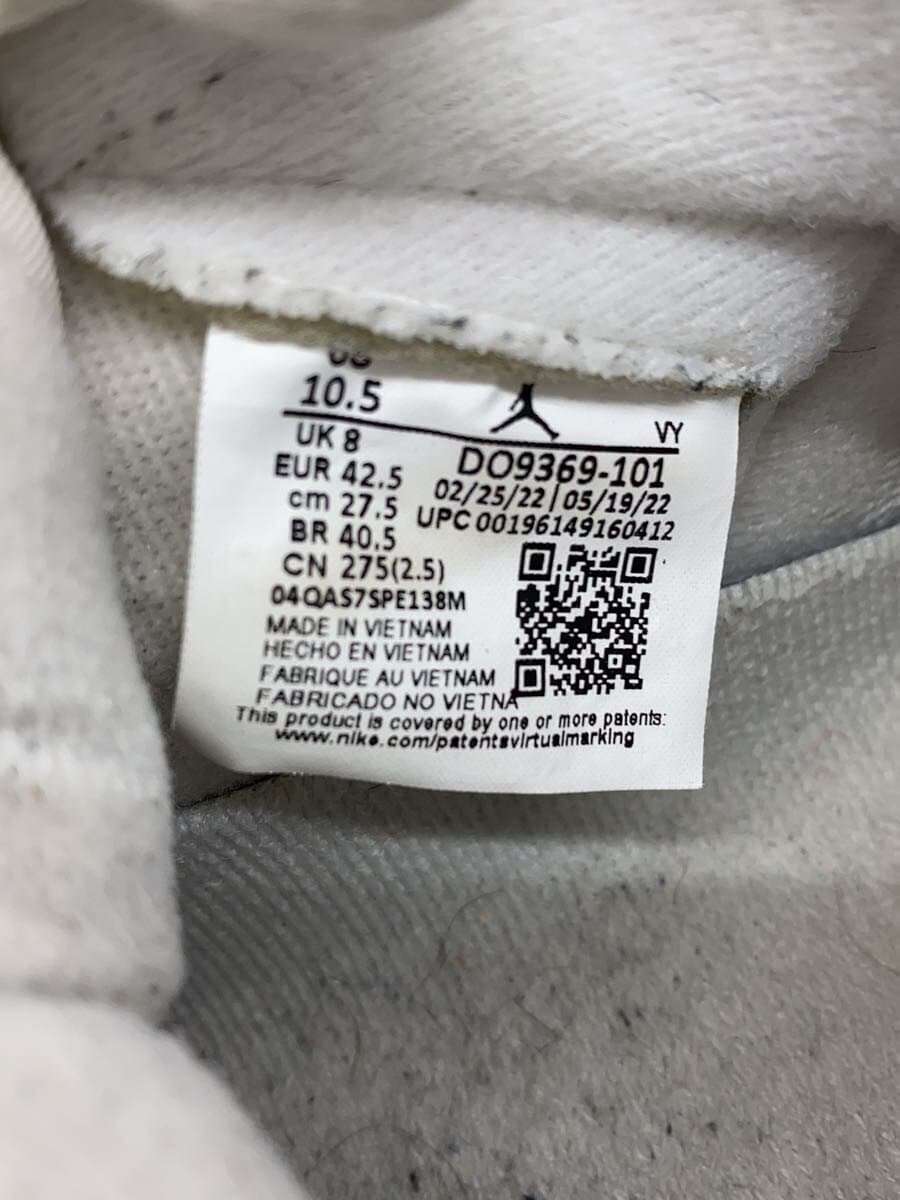 10.5
VY
UK 8
EUR 42.5
cm 27.5
BR 40.5
CN 275(2.5)
DO9369-101
02/25/22 | 05/19/22
UPC 00196149160412
04QAS7SPE138M
MADE IN VIETNAM
HECHO EN VIETNAM
FABRIQUE AU VIETNAM
FABRICADO NO VIETNA
This product is covered by one or more patents:
www.nike.com/patentsvirtualmarking